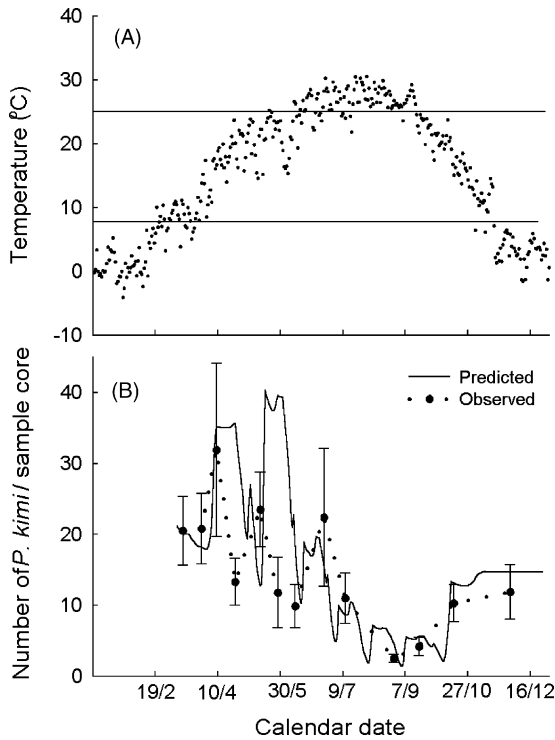 (A)
Temperature (ºC)
40
30
20
10
0
-10
(B)
Predicted
Observed
Number of P. kimi / sample core
40
30
20
10
0
19/2 10/4 30/5 9/7 7/9 27/10 16/12
Calendar date